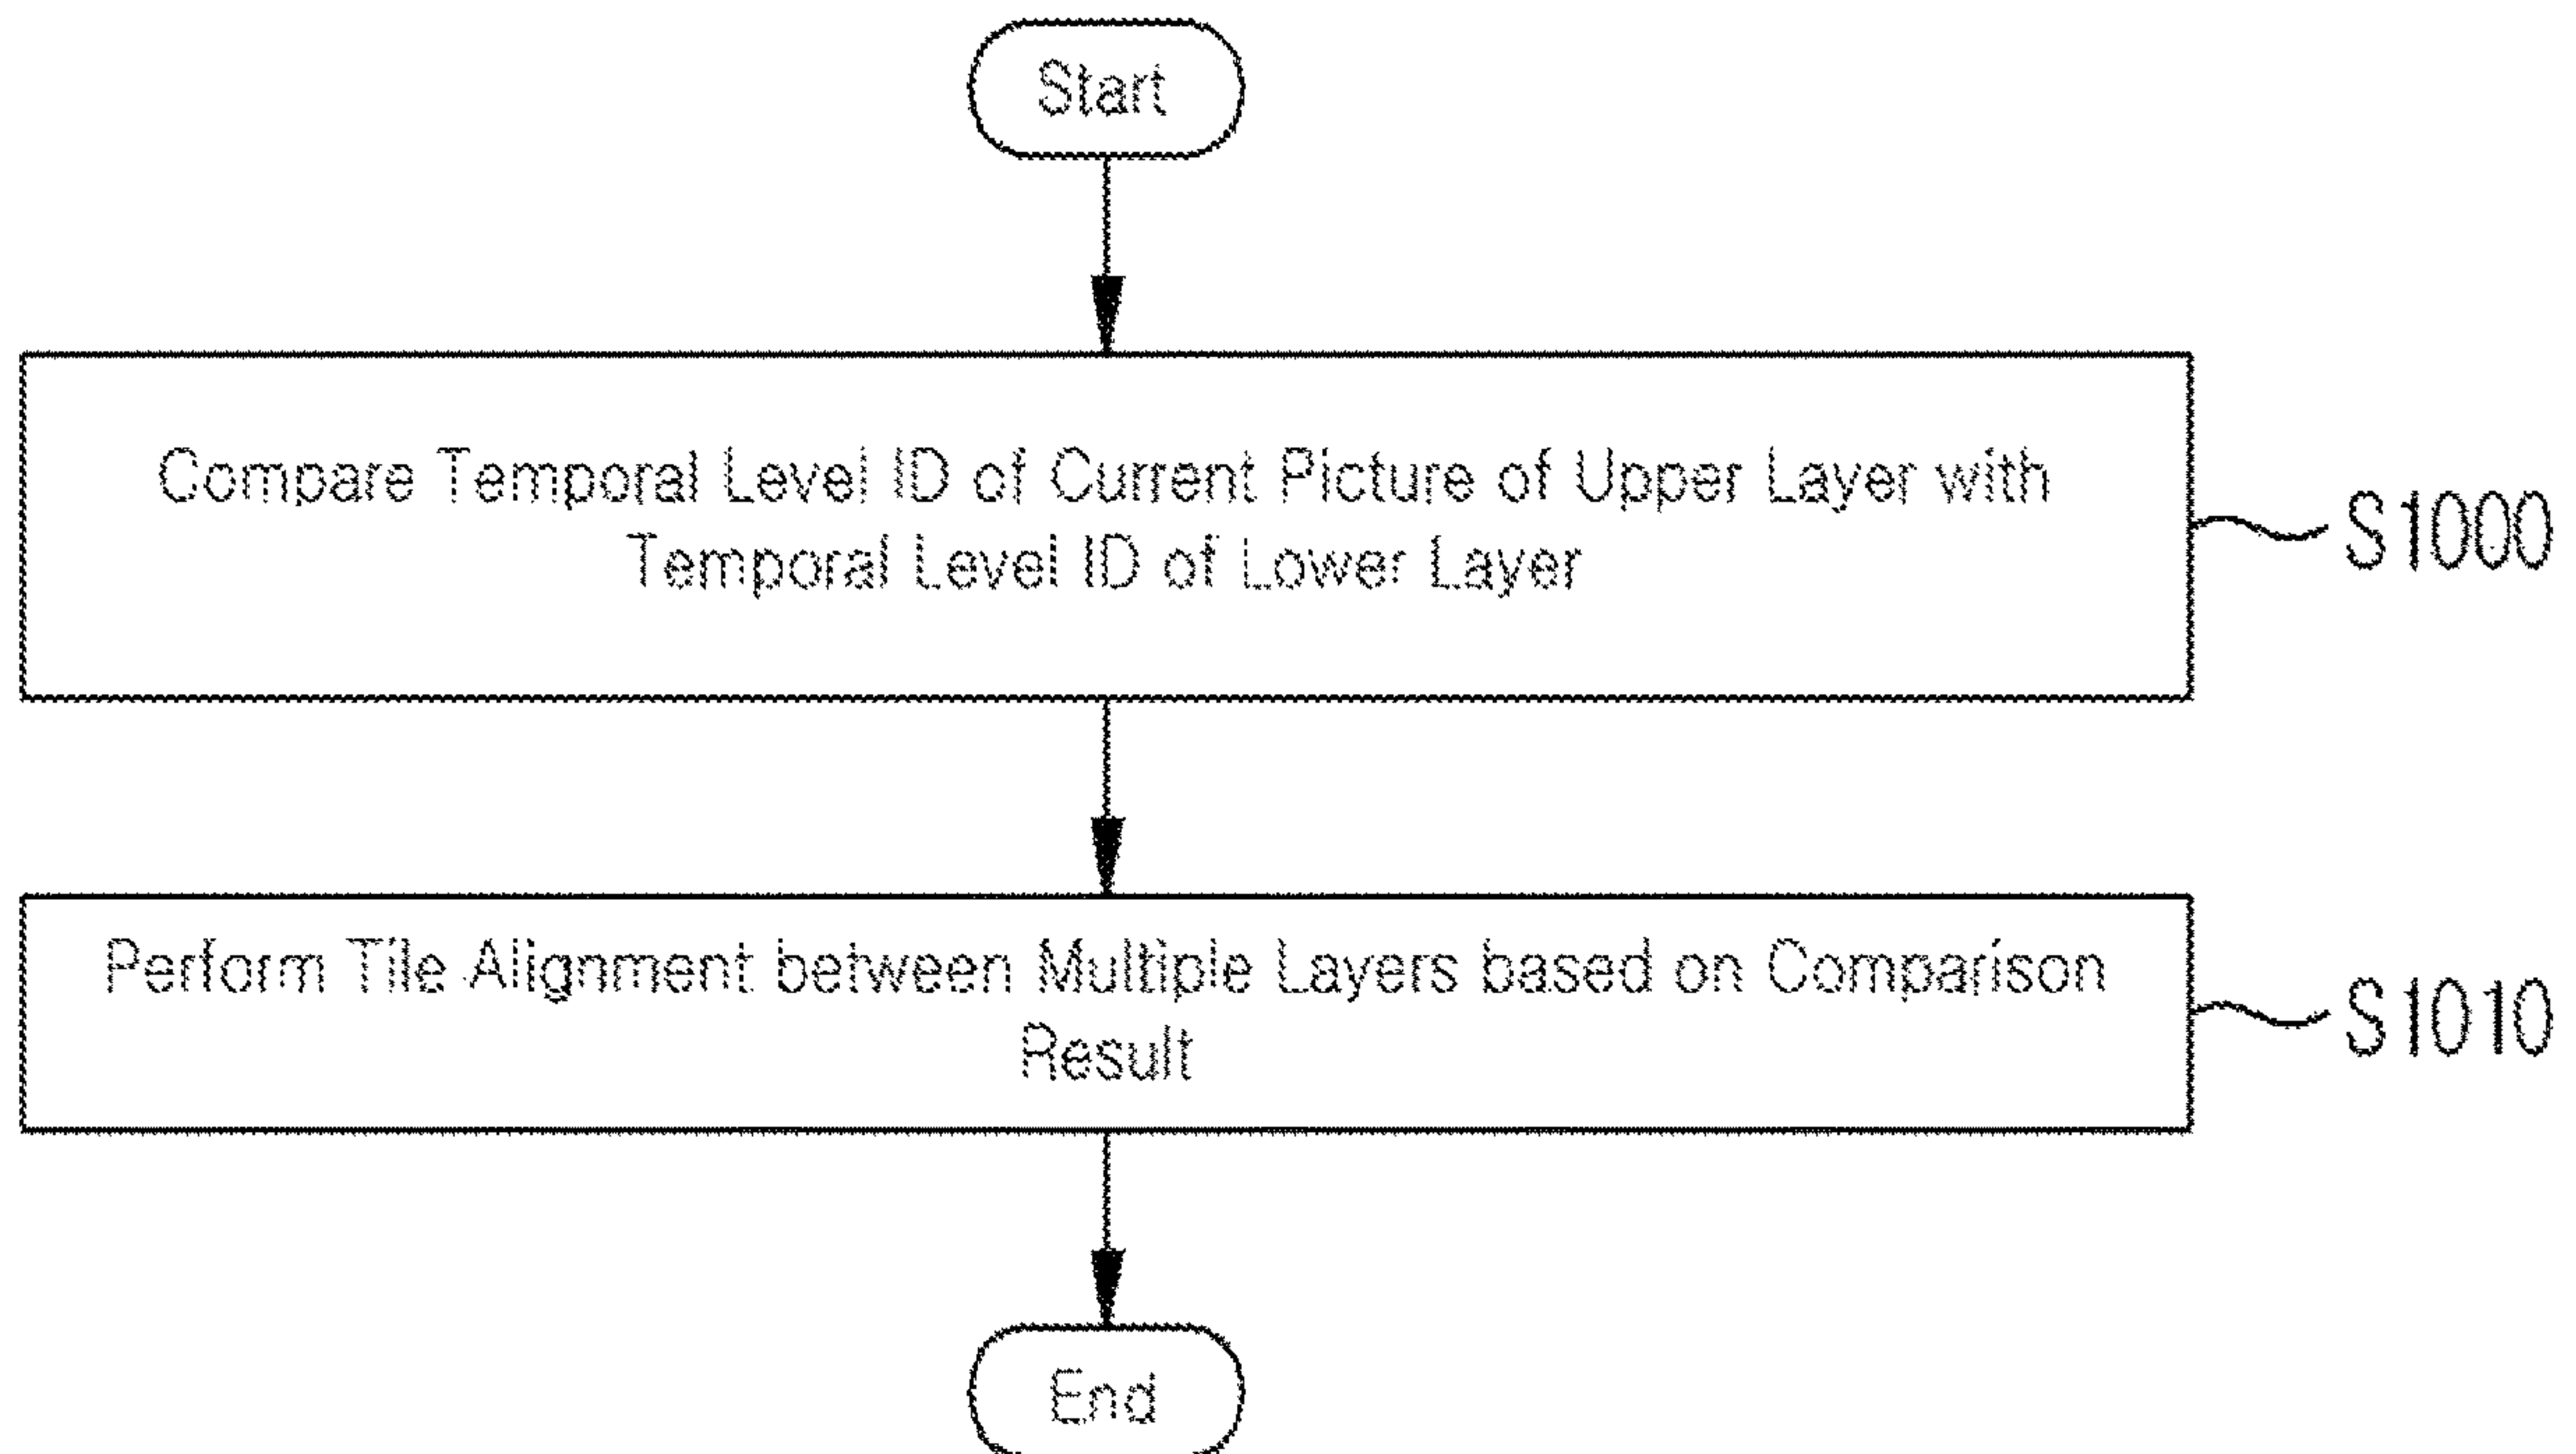 Start
Compare Temporal Level ID of Current Picture of Upper Layer with
Temporal Level ID of Lower Layer
S1000
Perform Tile Alignment between Multiple Layers based on Comparison
Result
S1010
End